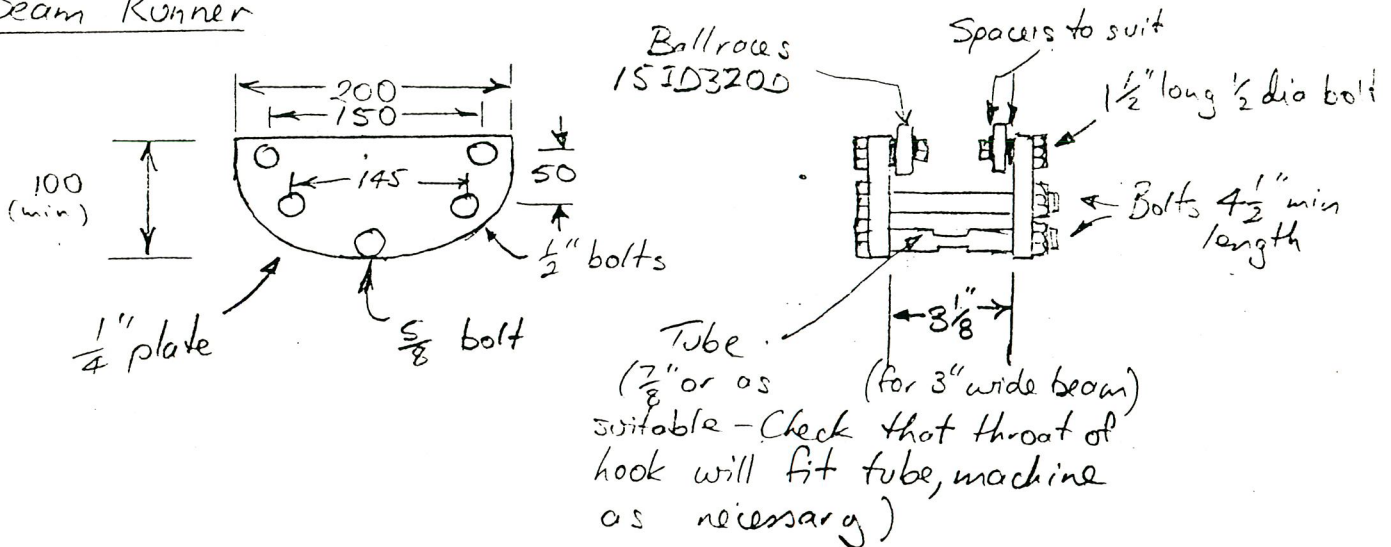 Beam Runner
200
150
145
50
100
(min)
1/4" plate
5/8 bolt
1/2" bolts
Ballraces
15ID32OD
Spacers to suit
1 1/2" long 1/2 dia bolt
Bolts 4 1/2" min
length
3 1/8"
(for 3" wide beam)
Tube
(7/8" or as
suitable - Check that throat of
hook will fit tube, machine
as necessary)